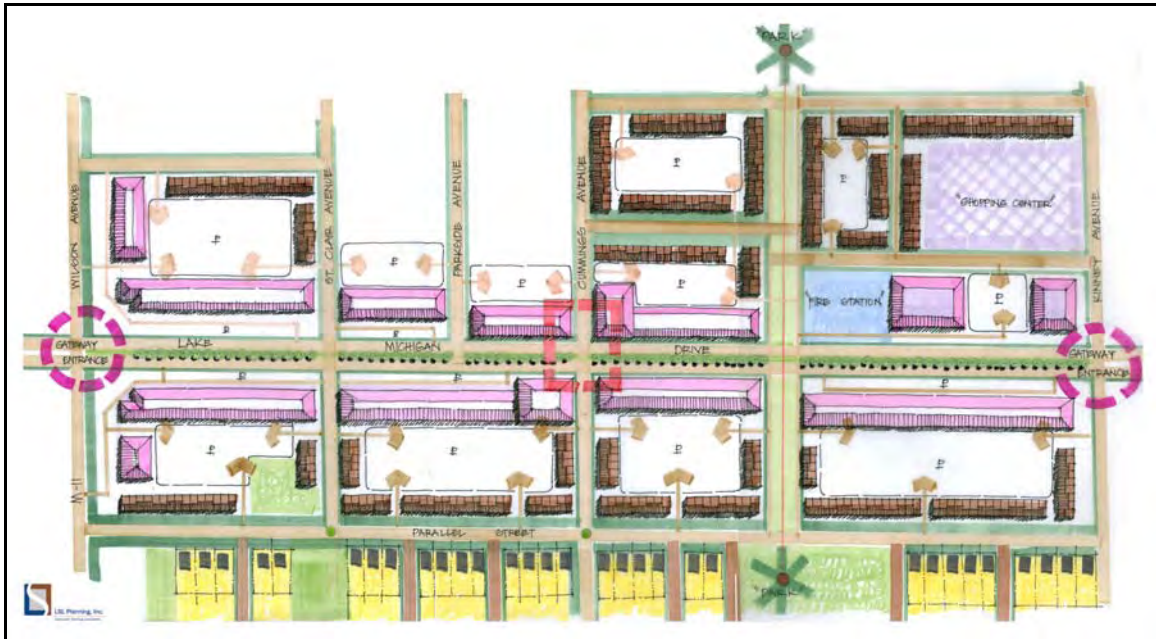 "PARK"
WILSON AVENUE
ST. CLAIR AVENUE
PARKSIDE AVENUE
CUMMINGS AVENUE
KINNEY AVENUE
P
P
"SHOPPING CENTER"
P
P
P
P
"FIRE STATION"
P
P
P
GATEWAY
ENTRANCE
LAKE MICHIGAN DRIVE
GATEWAY
ENTRANCE
P
P
P
P
P
P
P
M-11
PARALLEL STREET
"PARK"
LSL Planning, Inc.